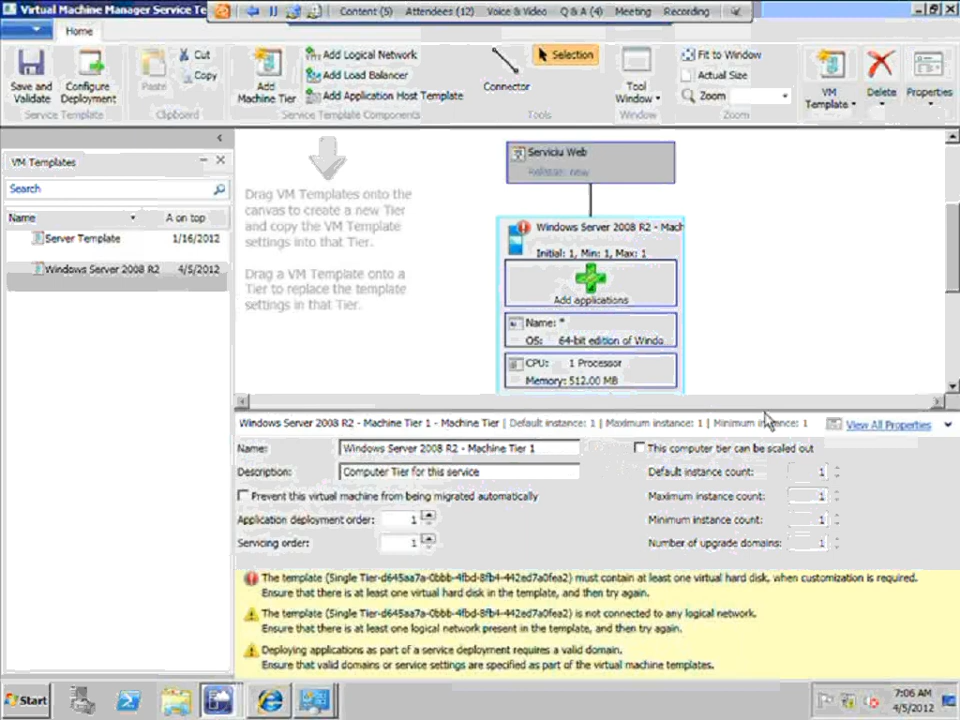 Virtual Machine Manager Service Te
Content (5) Attendees (12) Voice & Video Q & A (4) Meeting Recording
Home
Save and Validate
Configure Deployment
Service Template
Paste
Cut
Copy
Clipboard
Add Machine Tier
Add Logical Network
Add Load Balancer
Add Application Host Template
Service Template Components
Connector
Selection
Tools
Tool Window
Window
Fit to Window
Actual Size
Zoom
Zoom
VM Template
Delete
Properties
VM Templates
Search
Name A on top
Server Template 1/16/2012
Windows Server 2008 R2 4/5/2012
Drag VM Templates onto the
canvas to create a new Tier
and copy the VM Template
settings into that Tier.
Drag a VM Template onto a
Tier to replace the template
settings in that Tier.
Serviciu Web
Release: new
Windows Server 2008 R2 - Mach
Initial: 1, Min: 1, Max: 1
Add applications
Name: *
OS: 64-bit edition of Windo
CPU: 1 Processor
Memory: 512.00 MB
Windows Server 2008 R2 - Machine Tier 1 - Machine Tier | Default instance: 1 | Maximum instance: 1 | Minimum instance: 1 View All Properties
Name: Windows Server 2008 R2 - Machine Tier 1
Description: Computer Tier for this service
Prevent this virtual machine from being migrated automatically
Application deployment order: 1
Servicing order: 1
This computer tier can be scaled out
Default instance count: 1
Maximum instance count: 1
Minimum instance count: 1
Number of upgrade domains: 1
The template (Single Tier-d645aa7a-0bbb-4fbd-8fb4-442ed7a0fea2) must contain at least one virtual hard disk, when customization is required.
Ensure that there is at least one virtual hard disk in the template, and then try again.
The template (Single Tier-d645aa7a-0bbb-4fbd-8fb4-442ed7a0fea2) is not connected to any logical network.
Ensure that there is at least one logical network present in the template, and then try again.
Deploying applications as part of a service deployment requires a valid domain.
Ensure that valid domains or service settings are specified as part of the virtual machine templates.
Start
7:06 AM
4/5/2012